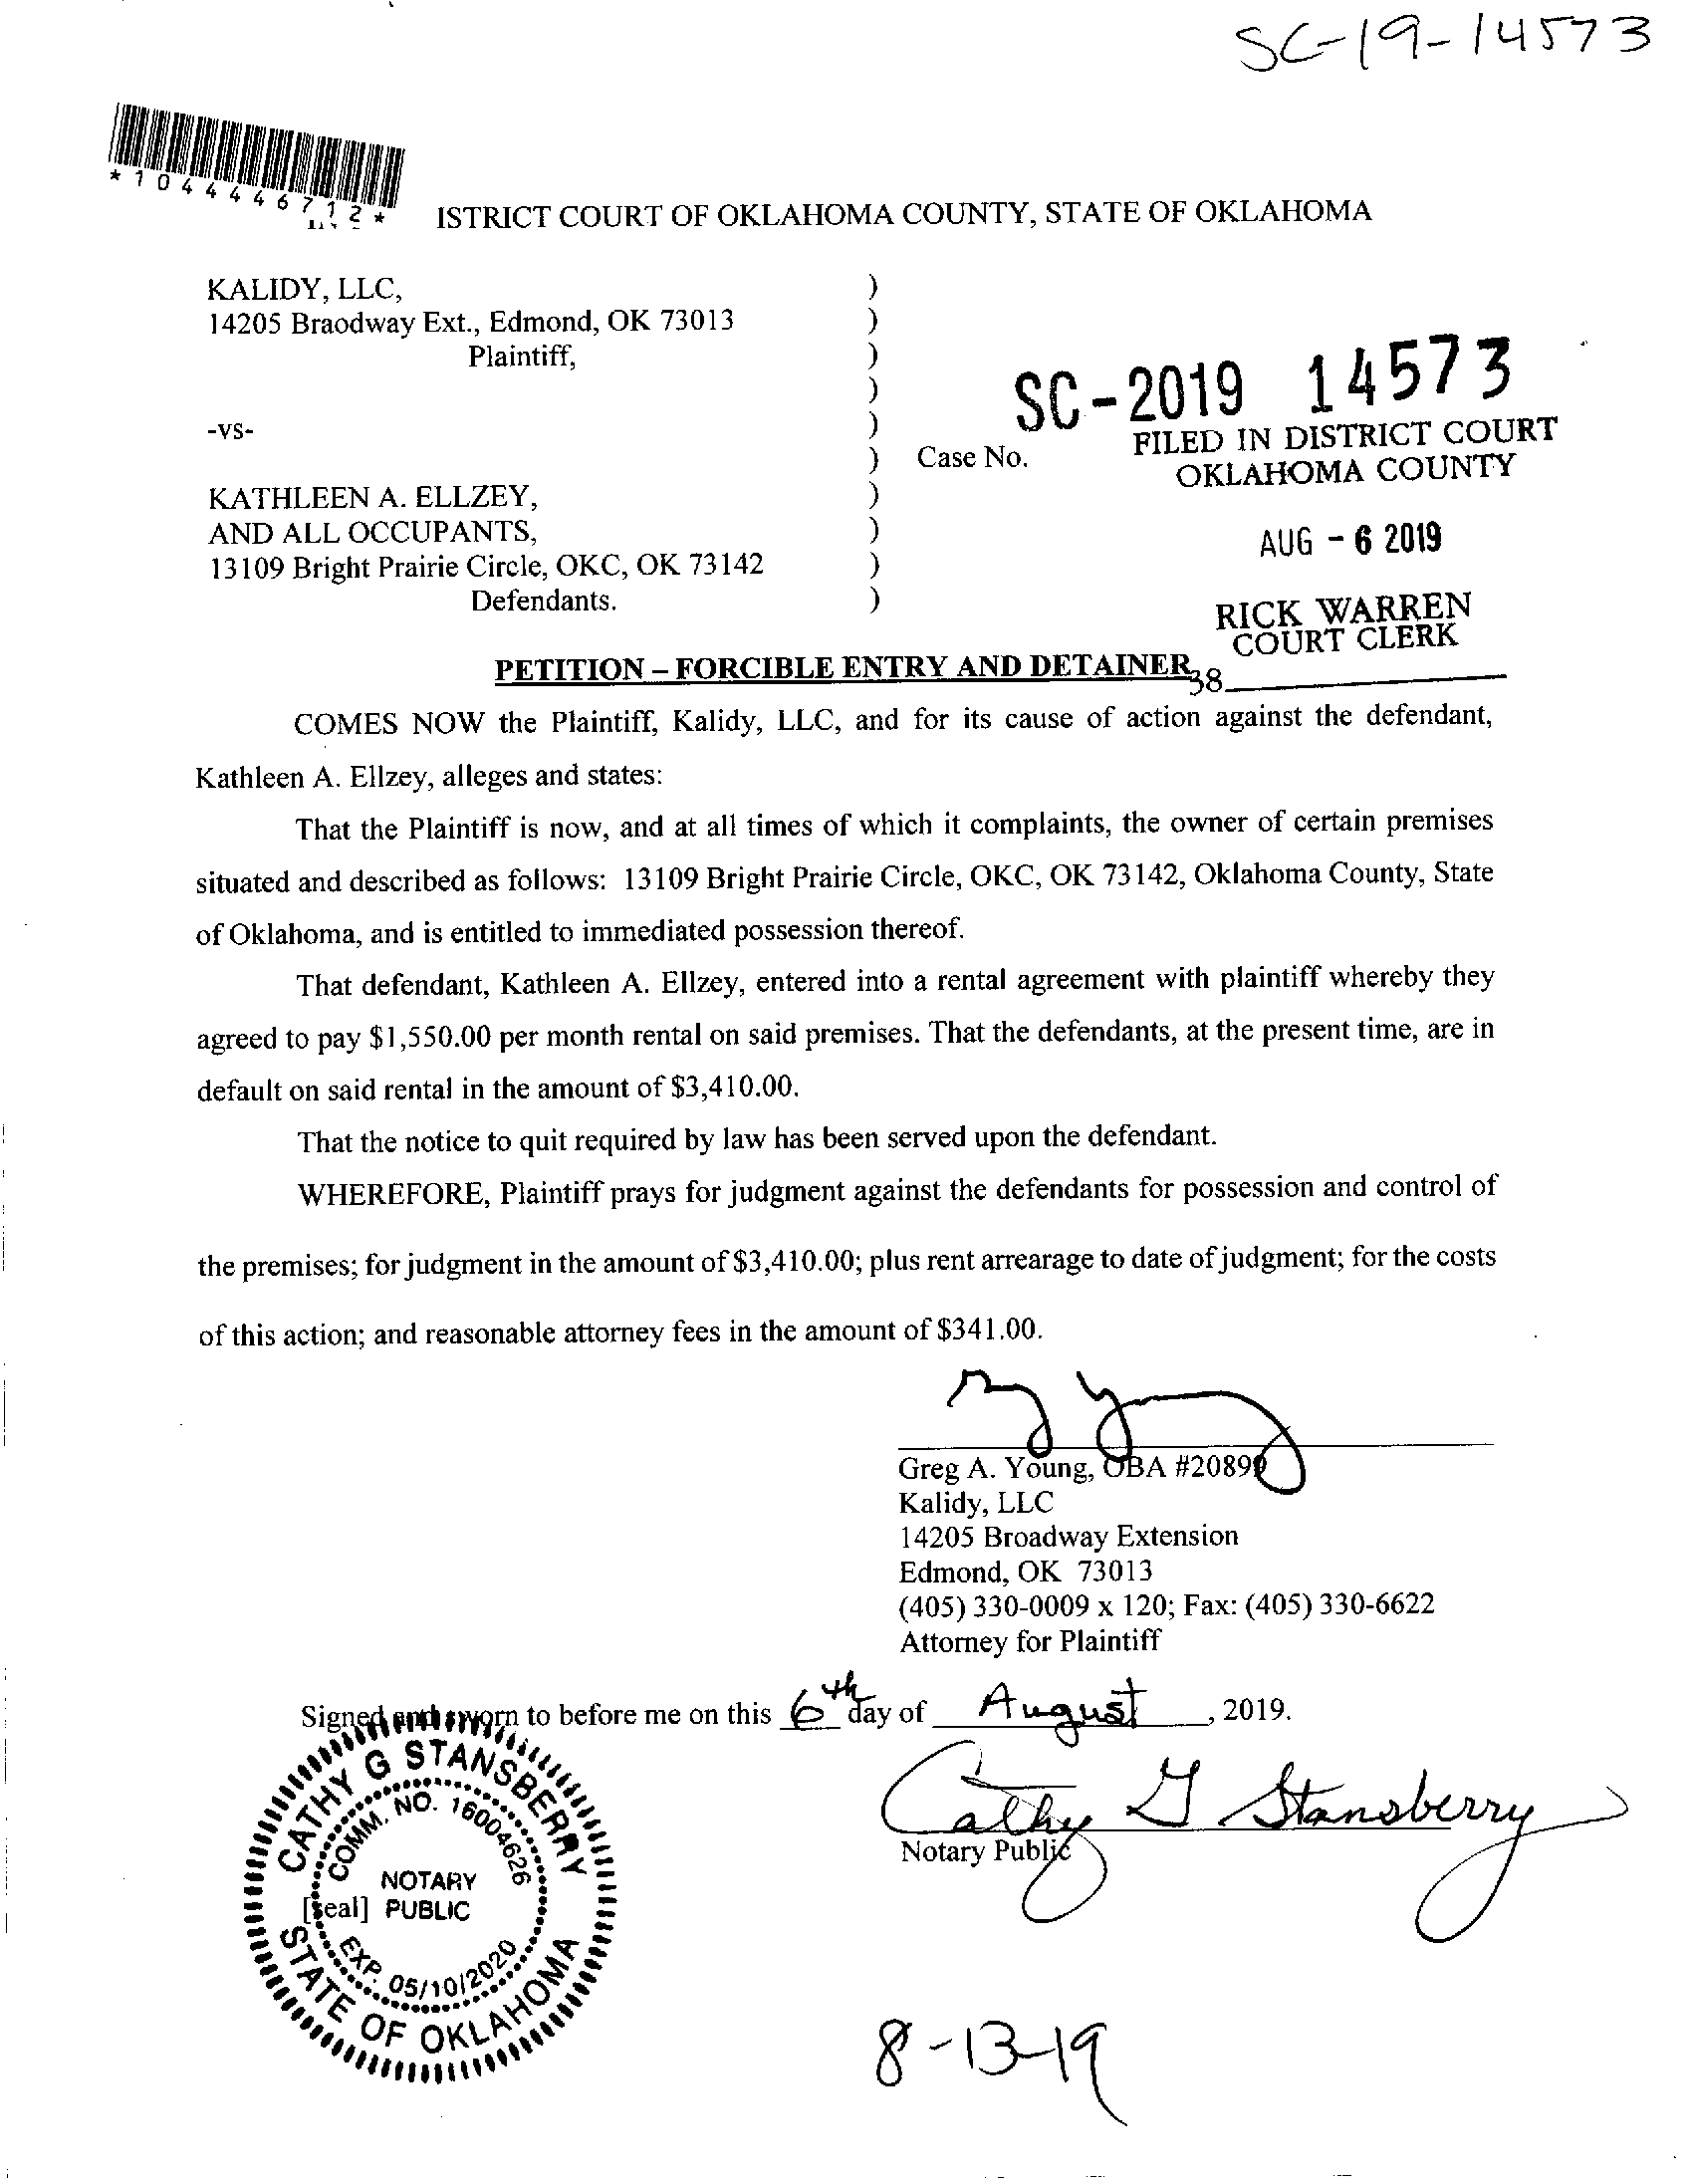 SC-19-14573
*1044446712*
ISTRICT COURT OF OKLAHOMA COUNTY, STATE OF OKLAHOMA
KALIDY, LLC, )
14205 Braodway Ext., Edmond, OK 73013 )
Plaintiff, )
)
-vs- )
) Case No.
SC-2019 14573
FILED IN DISTRICT COURT
OKLAHOMA COUNTY
KATHLEEN A. ELLZEY, )
AND ALL OCCUPANTS, )
13109 Bright Prairie Circle, OKC, OK 73142 )
Defendants. )
AUG - 6 2019
RICK WARREN
COURT CLERK
38
PETITION – FORCIBLE ENTRY AND DETAINER
COMES NOW the Plaintiff, Kalidy, LLC, and for its cause of action against the defendant,
Kathleen A. Ellzey, alleges and states:
That the Plaintiff is now, and at all times of which it complaints, the owner of certain premises
situated and described as follows: 13109 Bright Prairie Circle, OKC, OK 73142, Oklahoma County, State
of Oklahoma, and is entitled to immediated possession thereof.
That defendant, Kathleen A. Ellzey, entered into a rental agreement with plaintiff whereby they
agreed to pay $1,550.00 per month rental on said premises. That the defendants, at the present time, are in
default on said rental in the amount of $3,410.00.
That the notice to quit required by law has been served upon the defendant.
WHEREFORE, Plaintiff prays for judgment against the defendants for possession and control of
the premises; for judgment in the amount of $3,410.00; plus rent arrearage to date of judgment; for the costs
of this action; and reasonable attorney fees in the amount of $341.00.
Greg A. Young, OBA #20899
Kalidy, LLC
14205 Broadway Extension
Edmond, OK 73013
(405) 330-0009 x 120; Fax: (405) 330-6622
Attorney for Plaintiff
Signed and sworn to before me on this 6th day of August, 2019.
Cathy G Stansberry
Notary Public
CATHY G STANSBERRY
COMM. NO. 16004626
NOTARY
[seal] PUBLIC
EXP. 05/10/2020
STATE OF OKLAHOMA
8-13-19